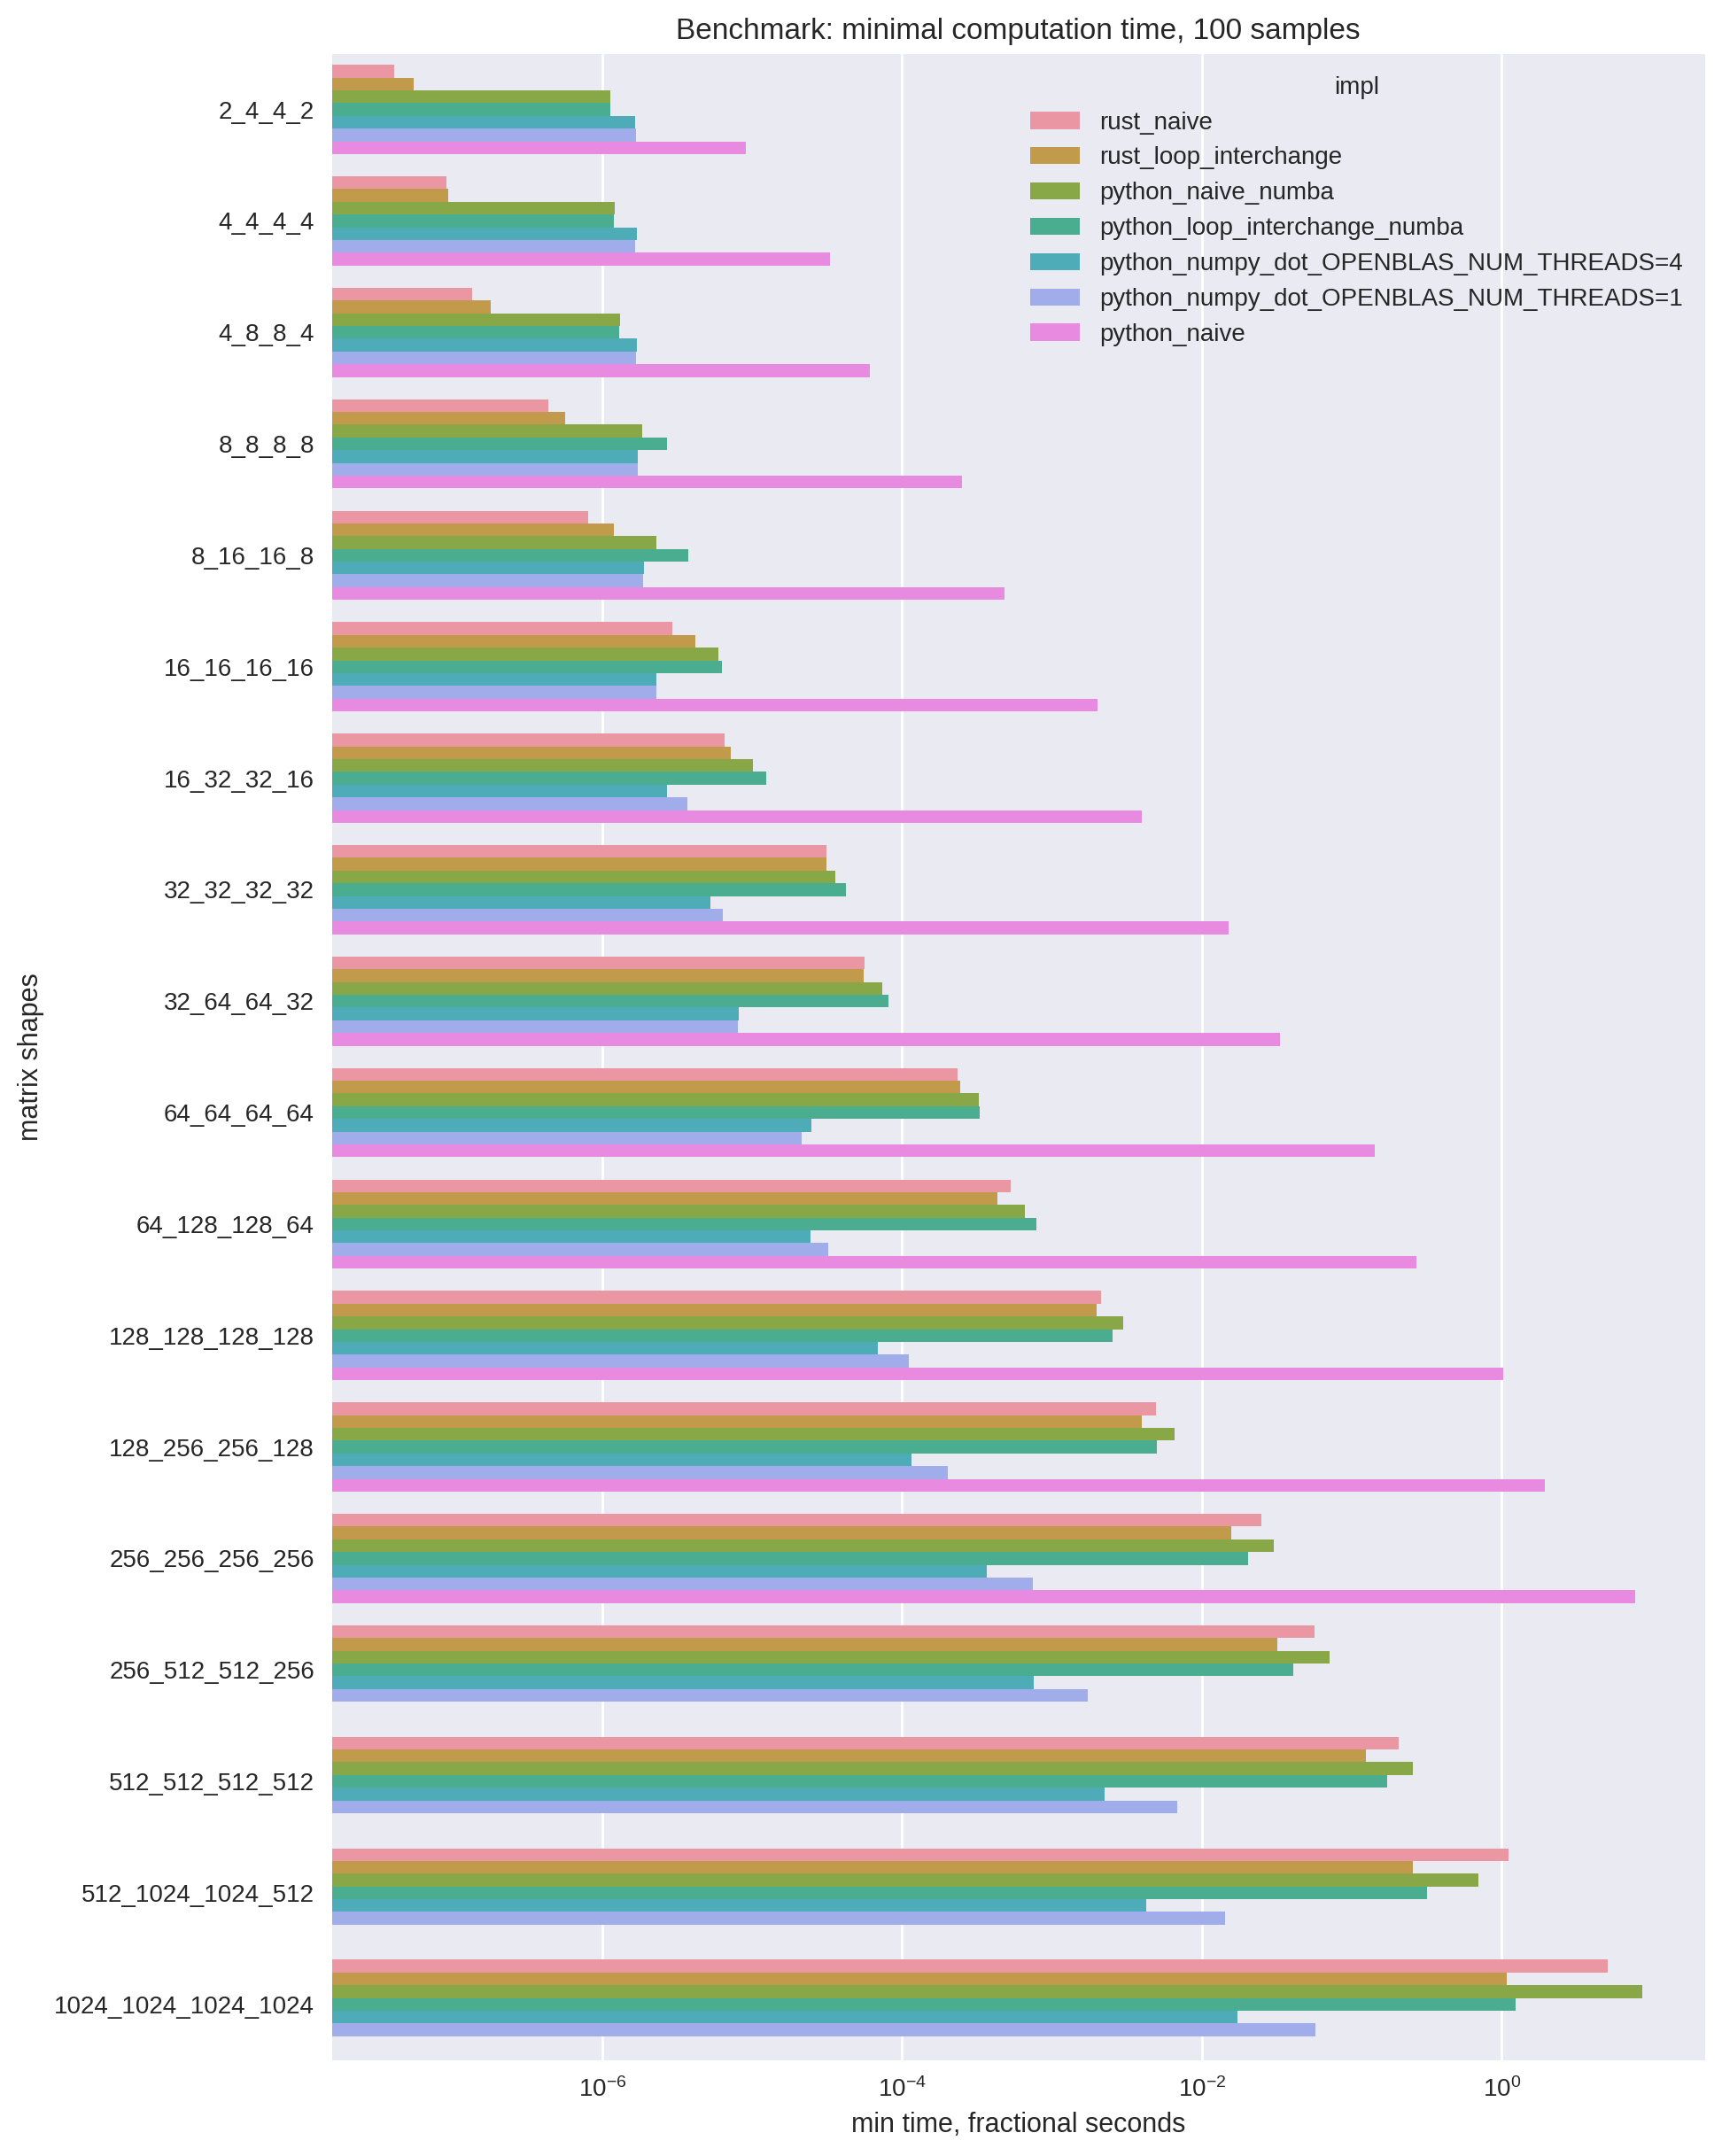 Benchmark: minimal computation time, 100 samples
impl
rust_naive
rust_loop_interchange
python_naive_numba
python_loop_interchange_numba
python_numpy_dot_OPENBLAS_NUM_THREADS=4
python_numpy_dot_OPENBLAS_NUM_THREADS=1
python_naive
matrix shapes
2_4_4_2
4_4_4_4
4_8_8_4
8_8_8_8
8_16_16_8
16_16_16_16
16_32_32_16
32_32_32_32
32_64_64_32
64_64_64_64
64_128_128_64
128_128_128_128
128_256_256_128
256_256_256_256
256_512_512_256
512_512_512_512
512_1024_1024_512
1024_1024_1024_1024
10⁻⁶ 10⁻⁴ 10⁻² 10⁰
min time, fractional seconds